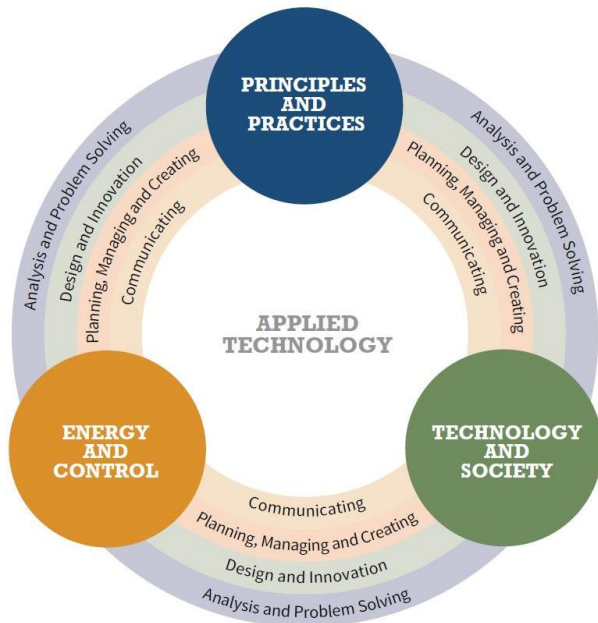 PRINCIPLES
AND
PRACTICES
Analysis and Problem Solving
Design and Innovation
Planning, Managing and Creating
Communicating
Analysis and Problem Solving
Design and Innovation
Planning, Managing and Creating
Communicating
APPLIED
TECHNOLOGY
ENERGY
AND
CONTROL
TECHNOLOGY
AND
SOCIETY
Communicating
Planning, Managing and Creating
Design and Innovation
Analysis and Problem Solving